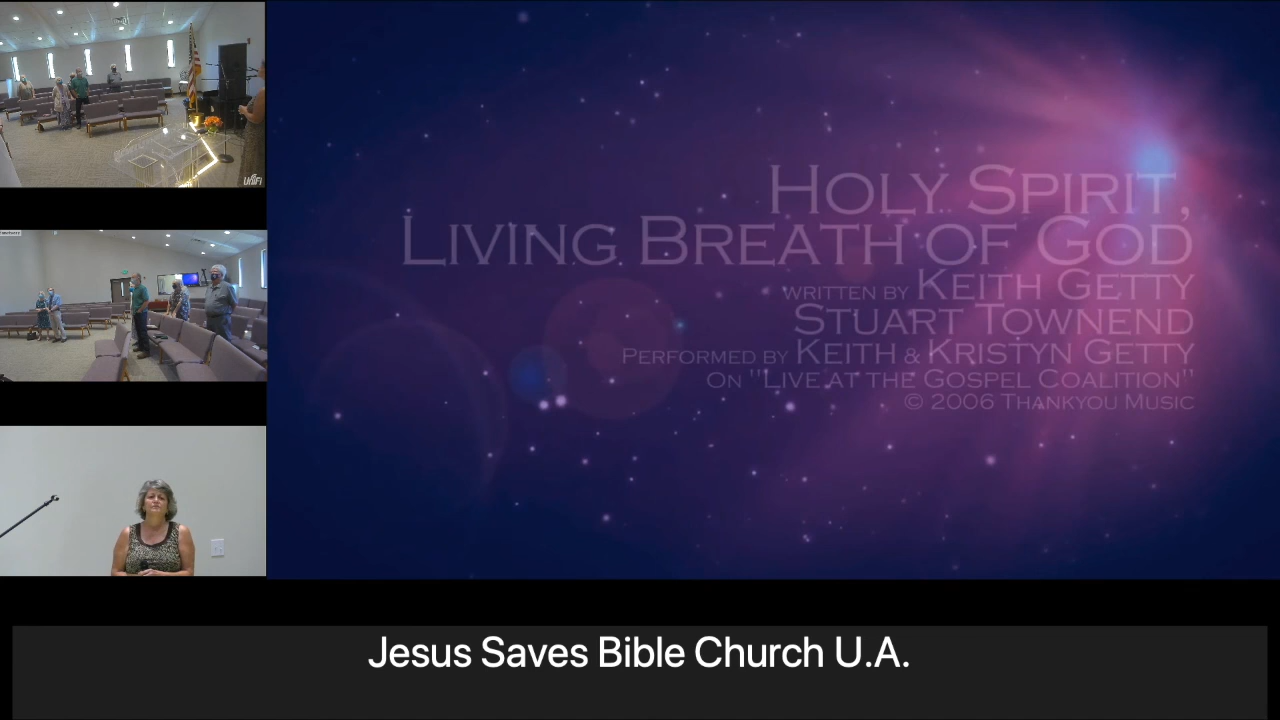 HOLY SPIRIT,
LIVING BREATH OF GOD
WRITTEN BY KEITH GETTY
STUART TOWNEND
PERFORMED BY KEITH & KRISTYN GETTY
ON "LIVE AT THE GOSPEL COALITION"
© 2006 THANKYOU MUSIC
UniFi
Jesus Saves Bible Church U.A.